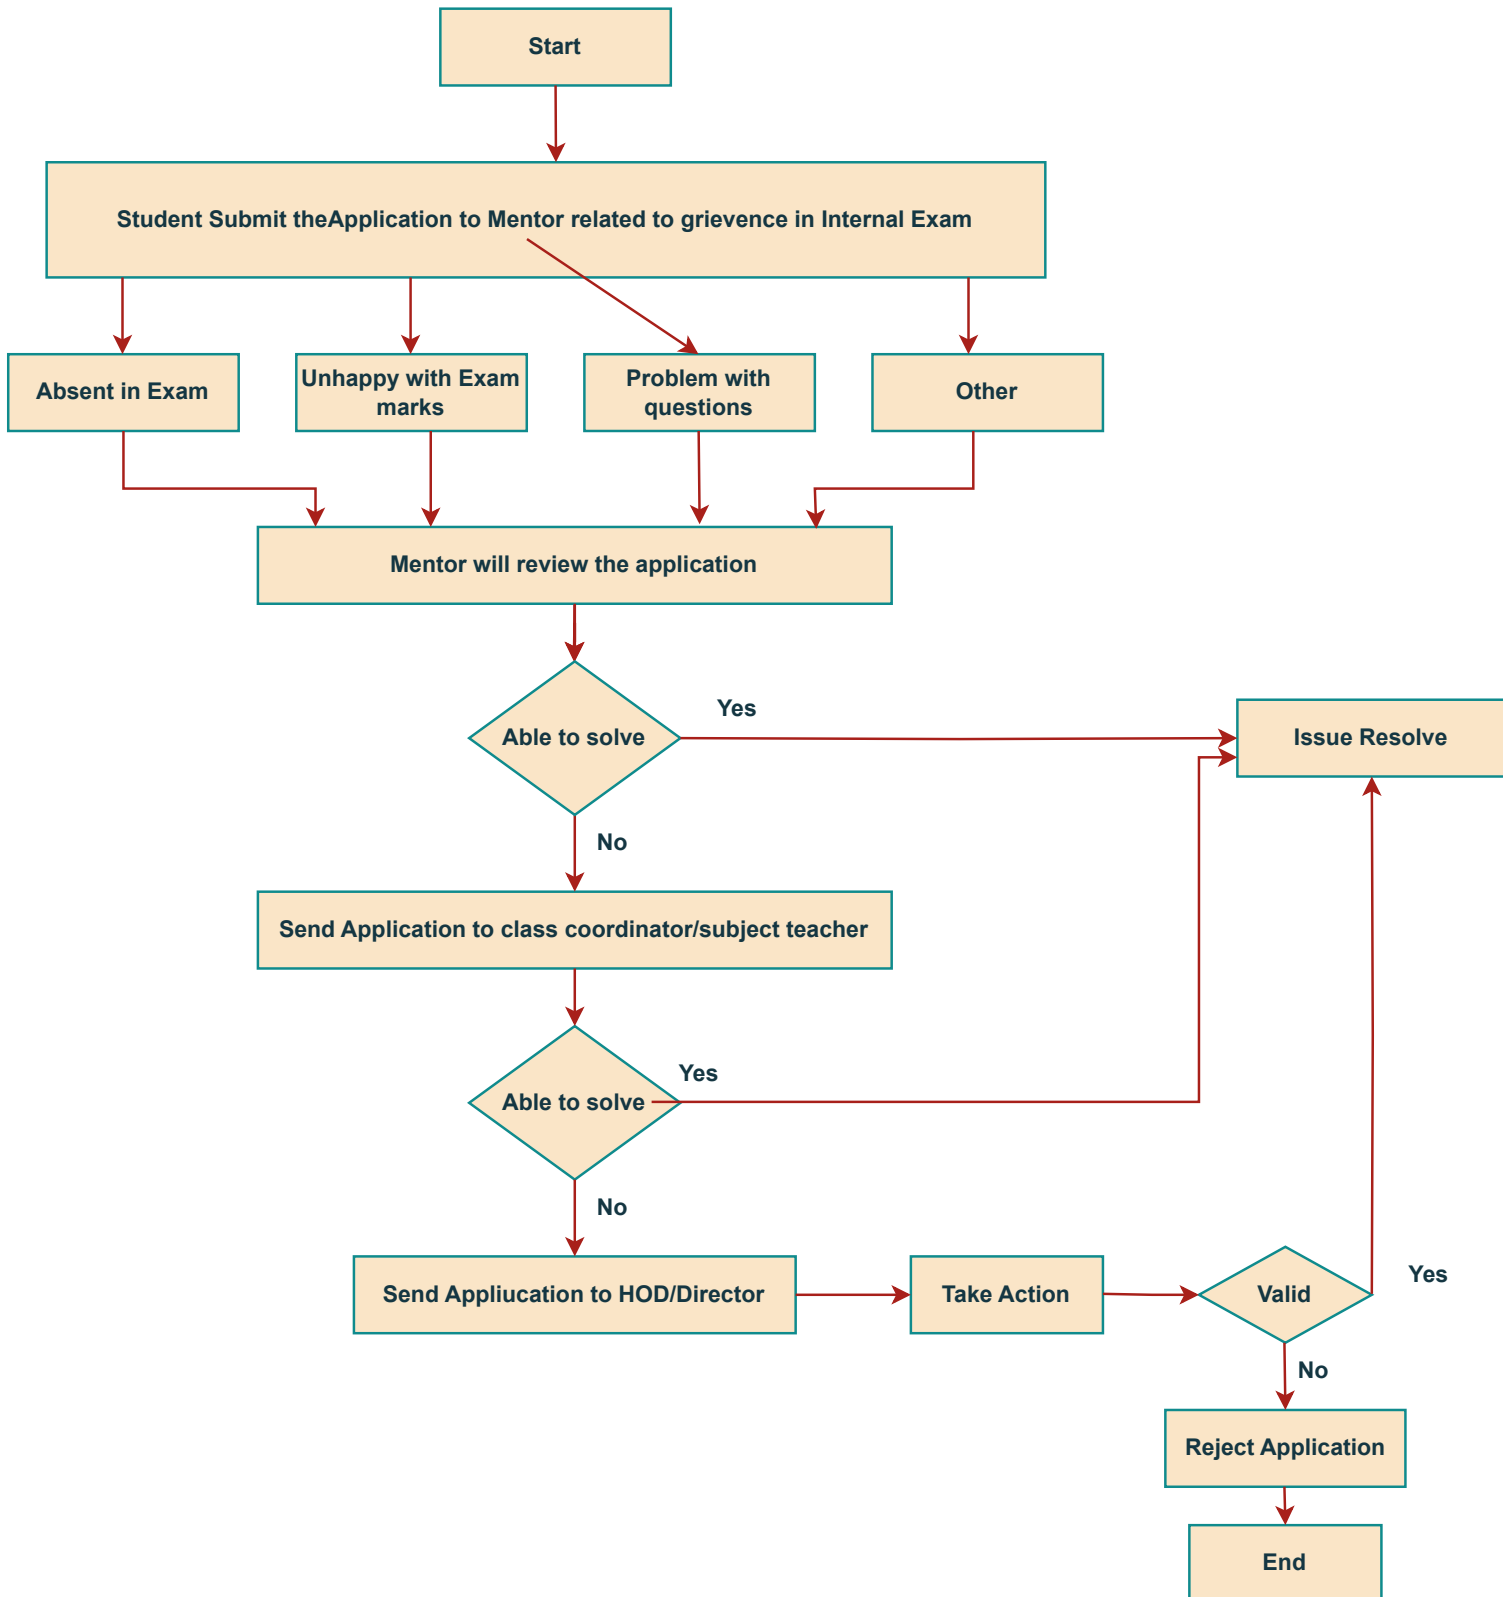 Start
Student Submit theApplication to Mentor related to grievence in Internal Exam
Absent in Exam
Unhappy with Exam
marks
Problem with
questions
Other
Mentor will review the application
Able to solve
Yes
Issue Resolve
No
Send Application to class coordinator/subject teacher
Able to solve
Yes
No
Send Appliucation to HOD/Director
Take Action
Valid
Yes
No
Reject Application
End